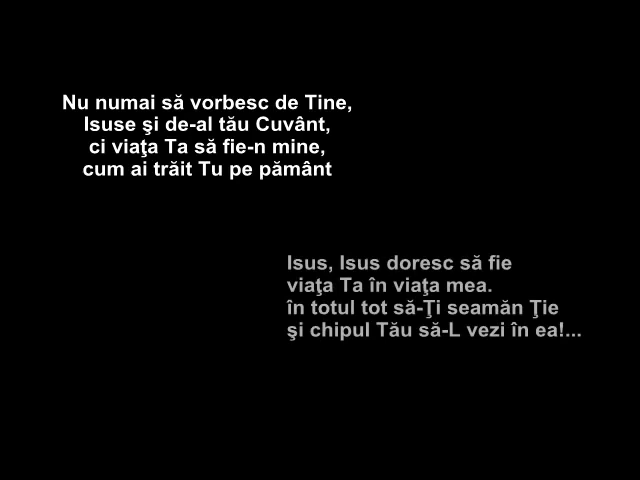 Nu numai să vorbesc de Tine,
Isuse şi de-al tău Cuvânt,
ci viaţa Ta să fie-n mine,
cum ai trăit Tu pe pământ
Isus, Isus doresc să fie
viaţa Ta în viaţa mea.
în totul tot să-Ţi seamăn Ţie
şi chipul Tău să-L vezi în ea!...